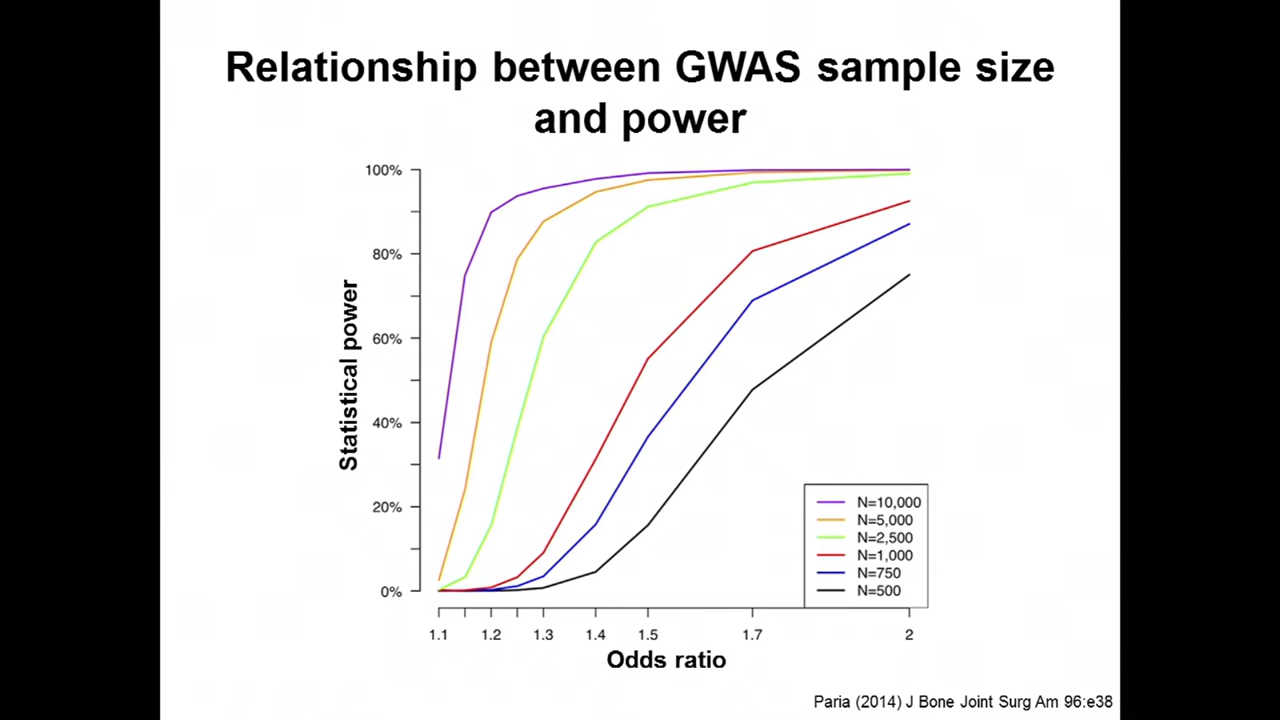 Relationship between GWAS sample size
and power
100%
80%
60%
40%
20%
0%
Statistical power
N=10,000
N=5,000
N=2,500
N=1,000
N=750
N=500
1.1 1.2 1.3 1.4 1.5 1.7 2
Odds ratio
Paria (2014) J Bone Joint Surg Am 96:e38